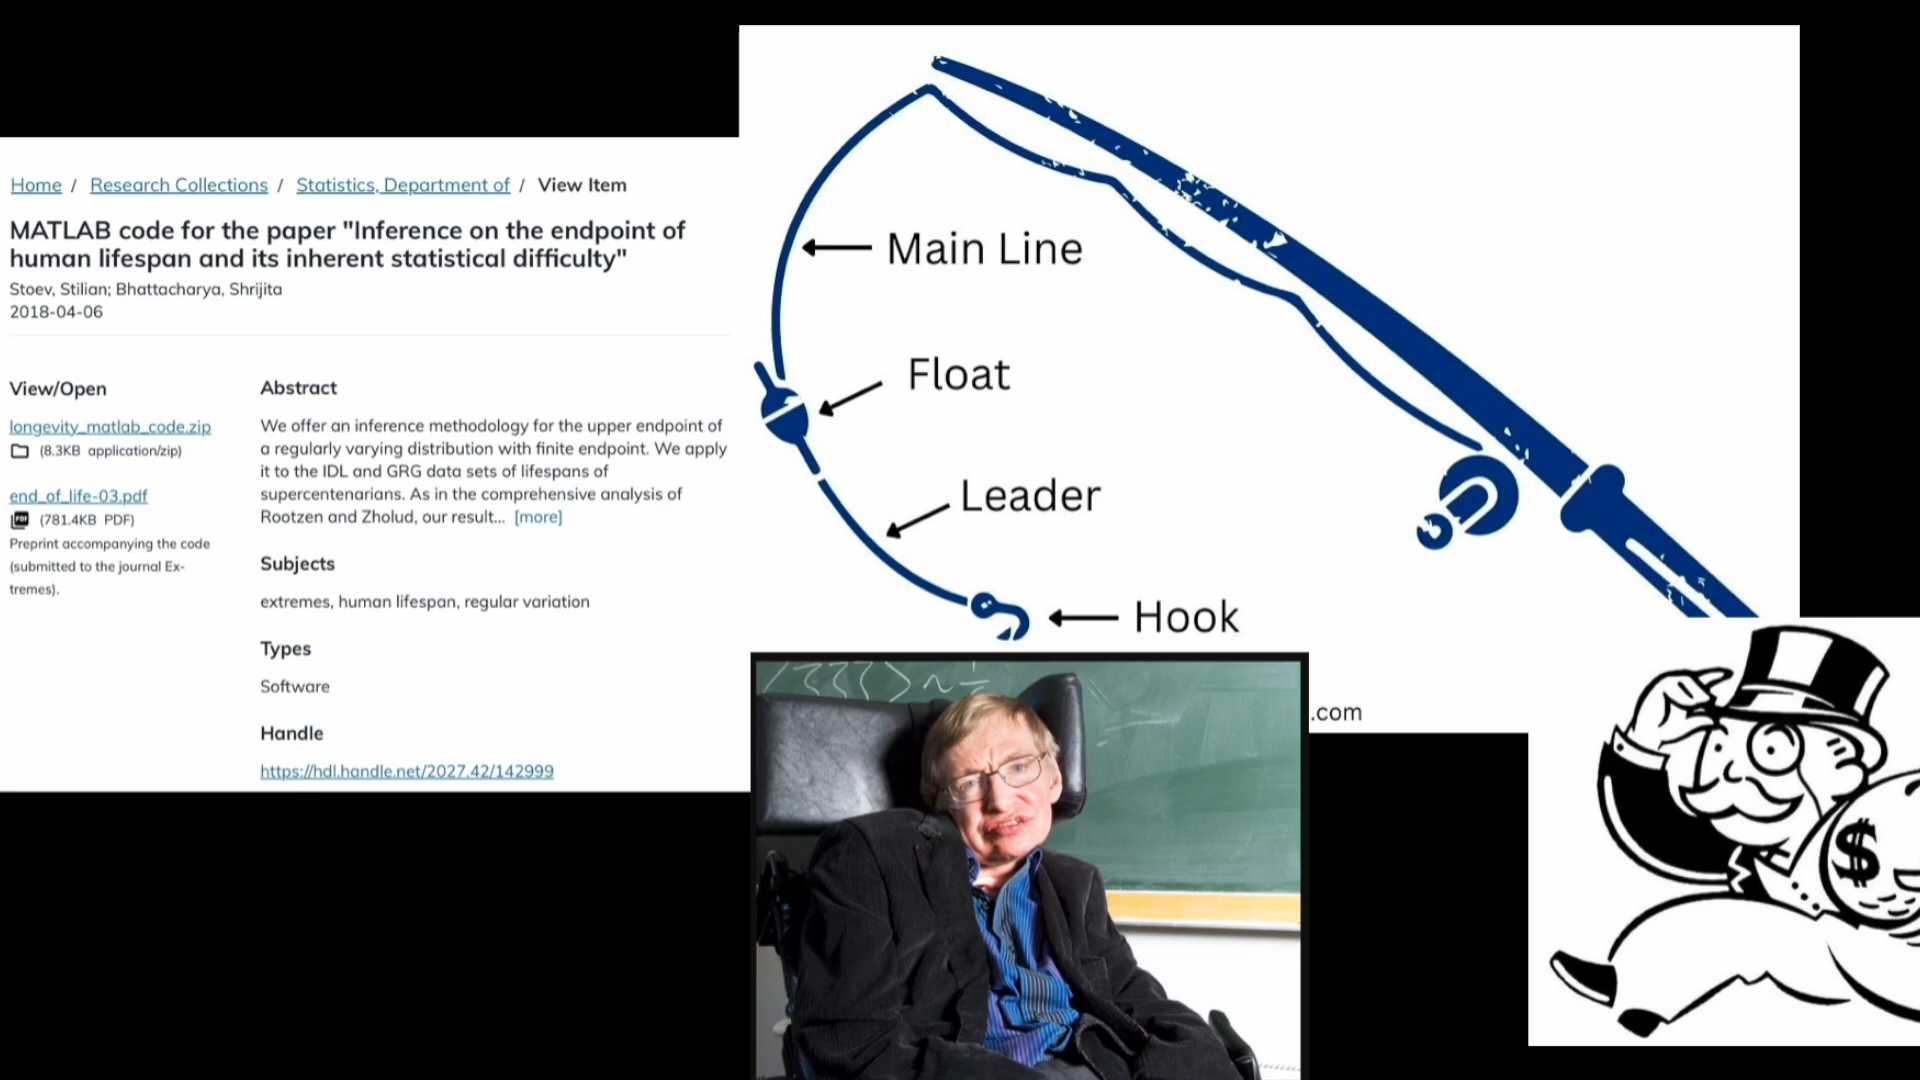 Home / Research Collections / Statistics, Department of / View Item
MATLAB code for the paper "Inference on the endpoint of
human lifespan and its inherent statistical difficulty"
Stoev, Stilian; Bhattacharya, Shrijita
2018-04-06
View/Open
longevity_matlab_code.zip
(8.3KB application/zip)
end_of_life-03.pdf
PDF (781.4KB PDF)
Preprint accompanying the code
(submitted to the journal Ex-
tremes).
Abstract
We offer an inference methodology for the upper endpoint of
a regularly varying distribution with finite endpoint. We apply
it to the IDL and GRG data sets of lifespans of
supercentenarians. As in the comprehensive analysis of
Rootzen and Zholud, our result... [more]
Subjects
extremes, human lifespan, regular variation
Types
Software
Handle
https://hdl.handle.net/2027.42/142999
Main Line
Float
Leader
Hook
.com
$